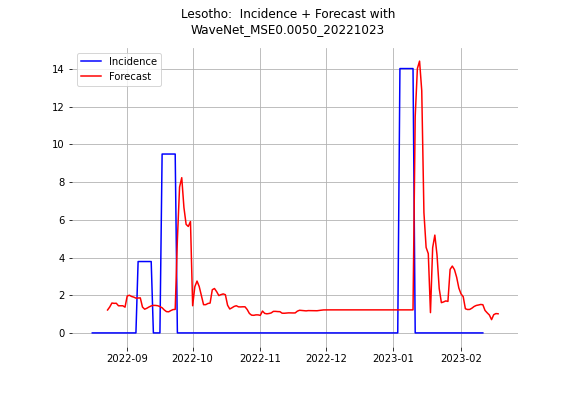 Lesotho:  Incidence + Forecast with
WaveNet_MSE0.0050_20221023
Incidence
Forecast
14
12
10
8
6
4
2
0
2022-09 2022-10 2022-11 2022-12 2023-01 2023-02